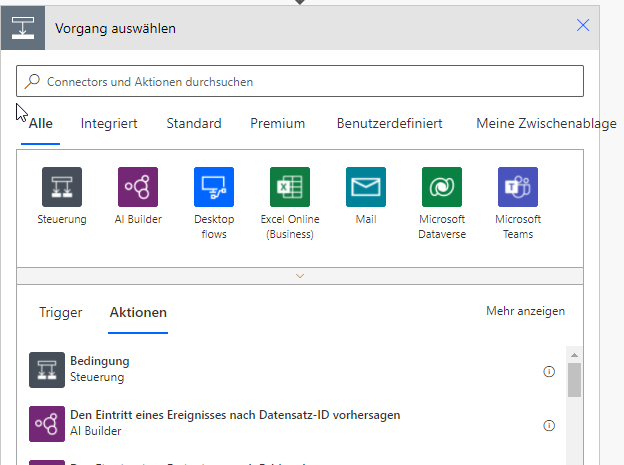 Vorgang auswählen
Connectors und Aktionen durchsuchen
Alle Integriert Standard Premium Benutzerdefiniert Meine Zwischenablage
Steuerung AI Builder Desktop flows Excel Online (Business) Mail Microsoft Dataverse Microsoft Teams
Trigger Aktionen Mehr anzeigen
Bedingung
Steuerung
Den Eintritt eines Ereignisses nach Datensatz-ID vorhersagen
AI Builder